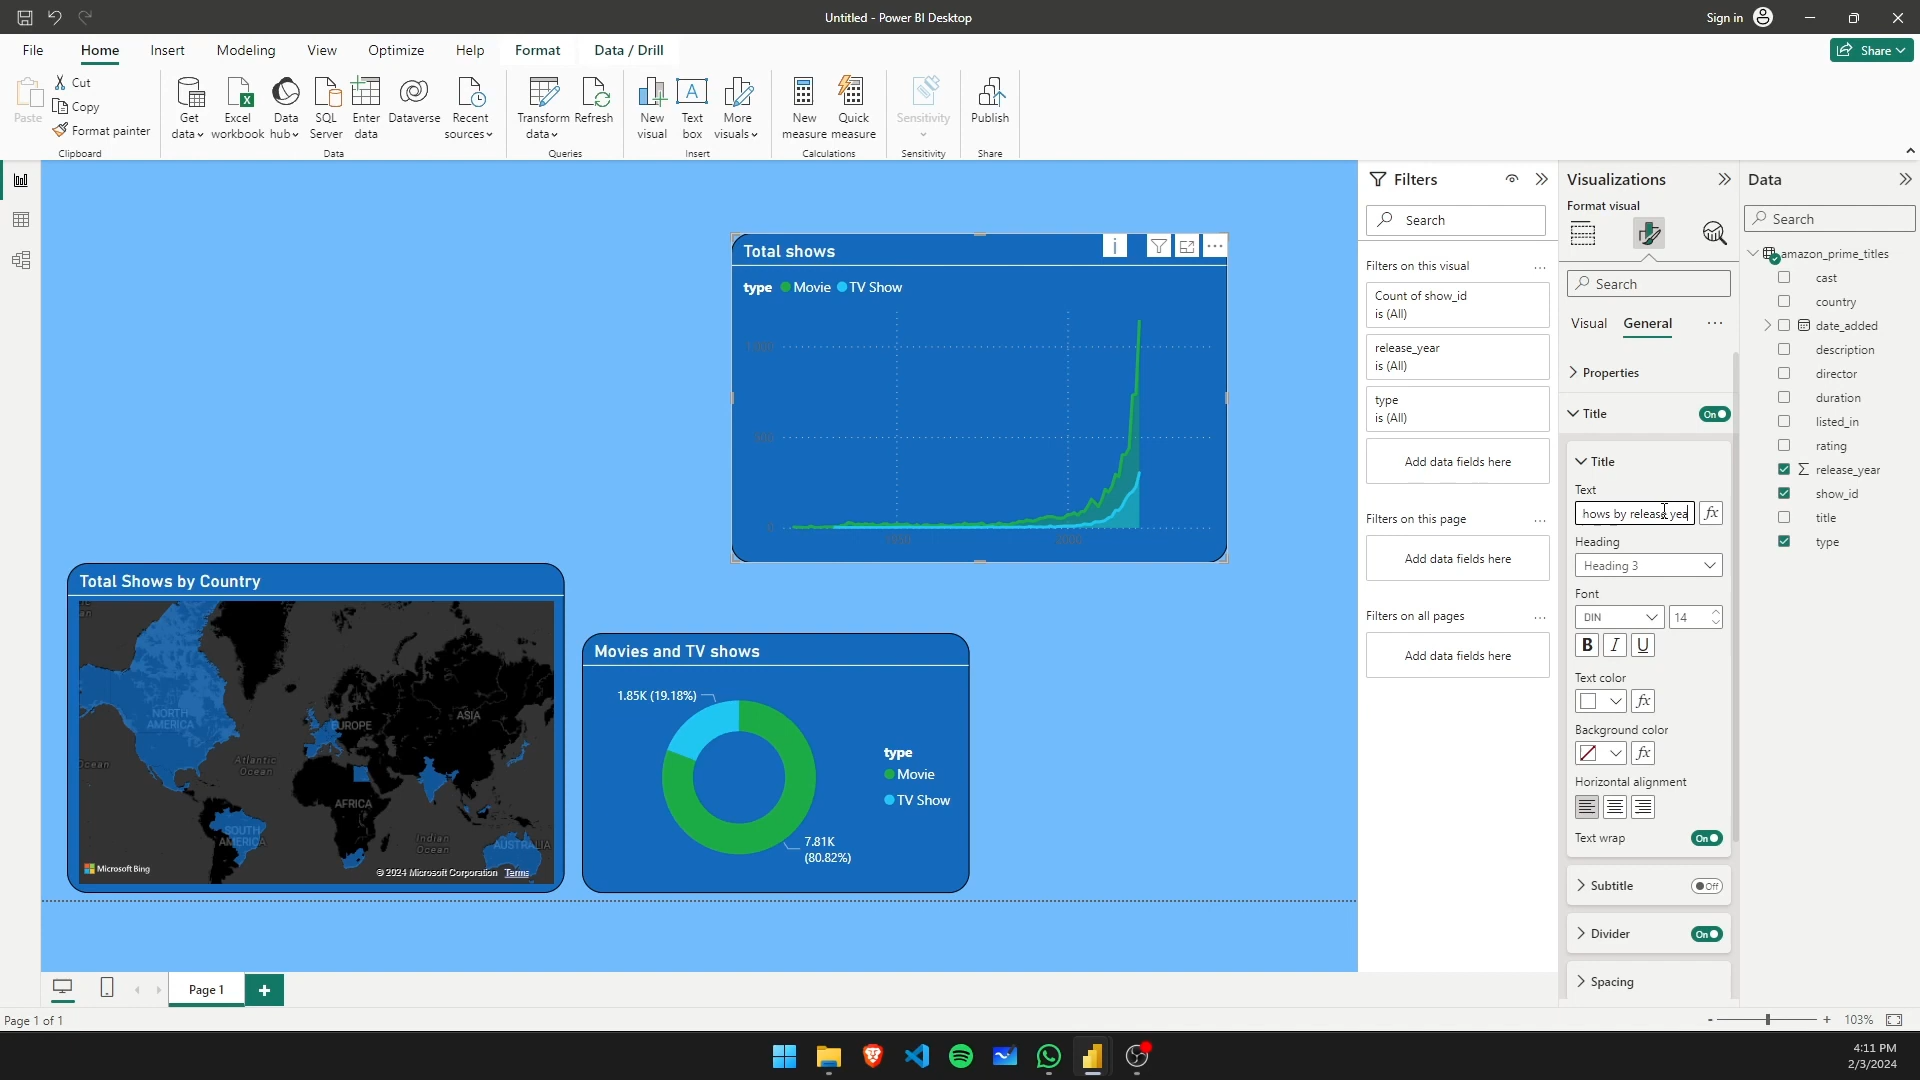 Untitled - Power BI Desktop
Sign in
File
Home
Insert
Modeling
View
Optimize
Help
Format
Data / Drill
Share
Paste
Cut
Copy
Format painter
Clipboard
Get data
Excel workbook
Data hub
SQL Server
Enter data
Dataverse
Recent sources
Data
Transform data
Refresh
Queries
New visual
Text box
More visuals
Insert
New measure
Quick measure
Calculations
Sensitivity
Sensitivity
Publish
Share
Total shows
type Movie TV Show
1,000
500
0
1950
2000
Total Shows by Country
NORTH AMERICA
EUROPE
ASIA
Atlantic Ocean
Ocean
AFRICA
SOUTH AMERICA
Indian Ocean
AUSTRALIA
Microsoft Bing
© 2024 Microsoft Corporation Terms
Movies and TV shows
1.85K (19.18%)
7.81K
(80.82%)
type
Movie
TV Show
Filters
Search
Filters on this visual
...
Count of show_id
is (All)
release_year
is (All)
type
is (All)
Add data fields here
Filters on this page
...
Add data fields here
Filters on all pages
...
Add data fields here
Visualizations
Format visual
Search
Visual
General
...
Properties
Title
On
Title
Text
hows by release yea
fx
Heading
Heading 3
Font
DIN
14
B I U
Text color
fx
Background color
fx
Horizontal alignment
Text wrap
On
Subtitle
Off
Divider
On
Spacing
Data
Search
amazon_prime_titles
cast
country
date_added
description
director
duration
listed_in
rating
Σ release_year
show_id
title
type
Page 1
+
Page 1 of 1
- + 103%
4:11 PM
2/3/2024